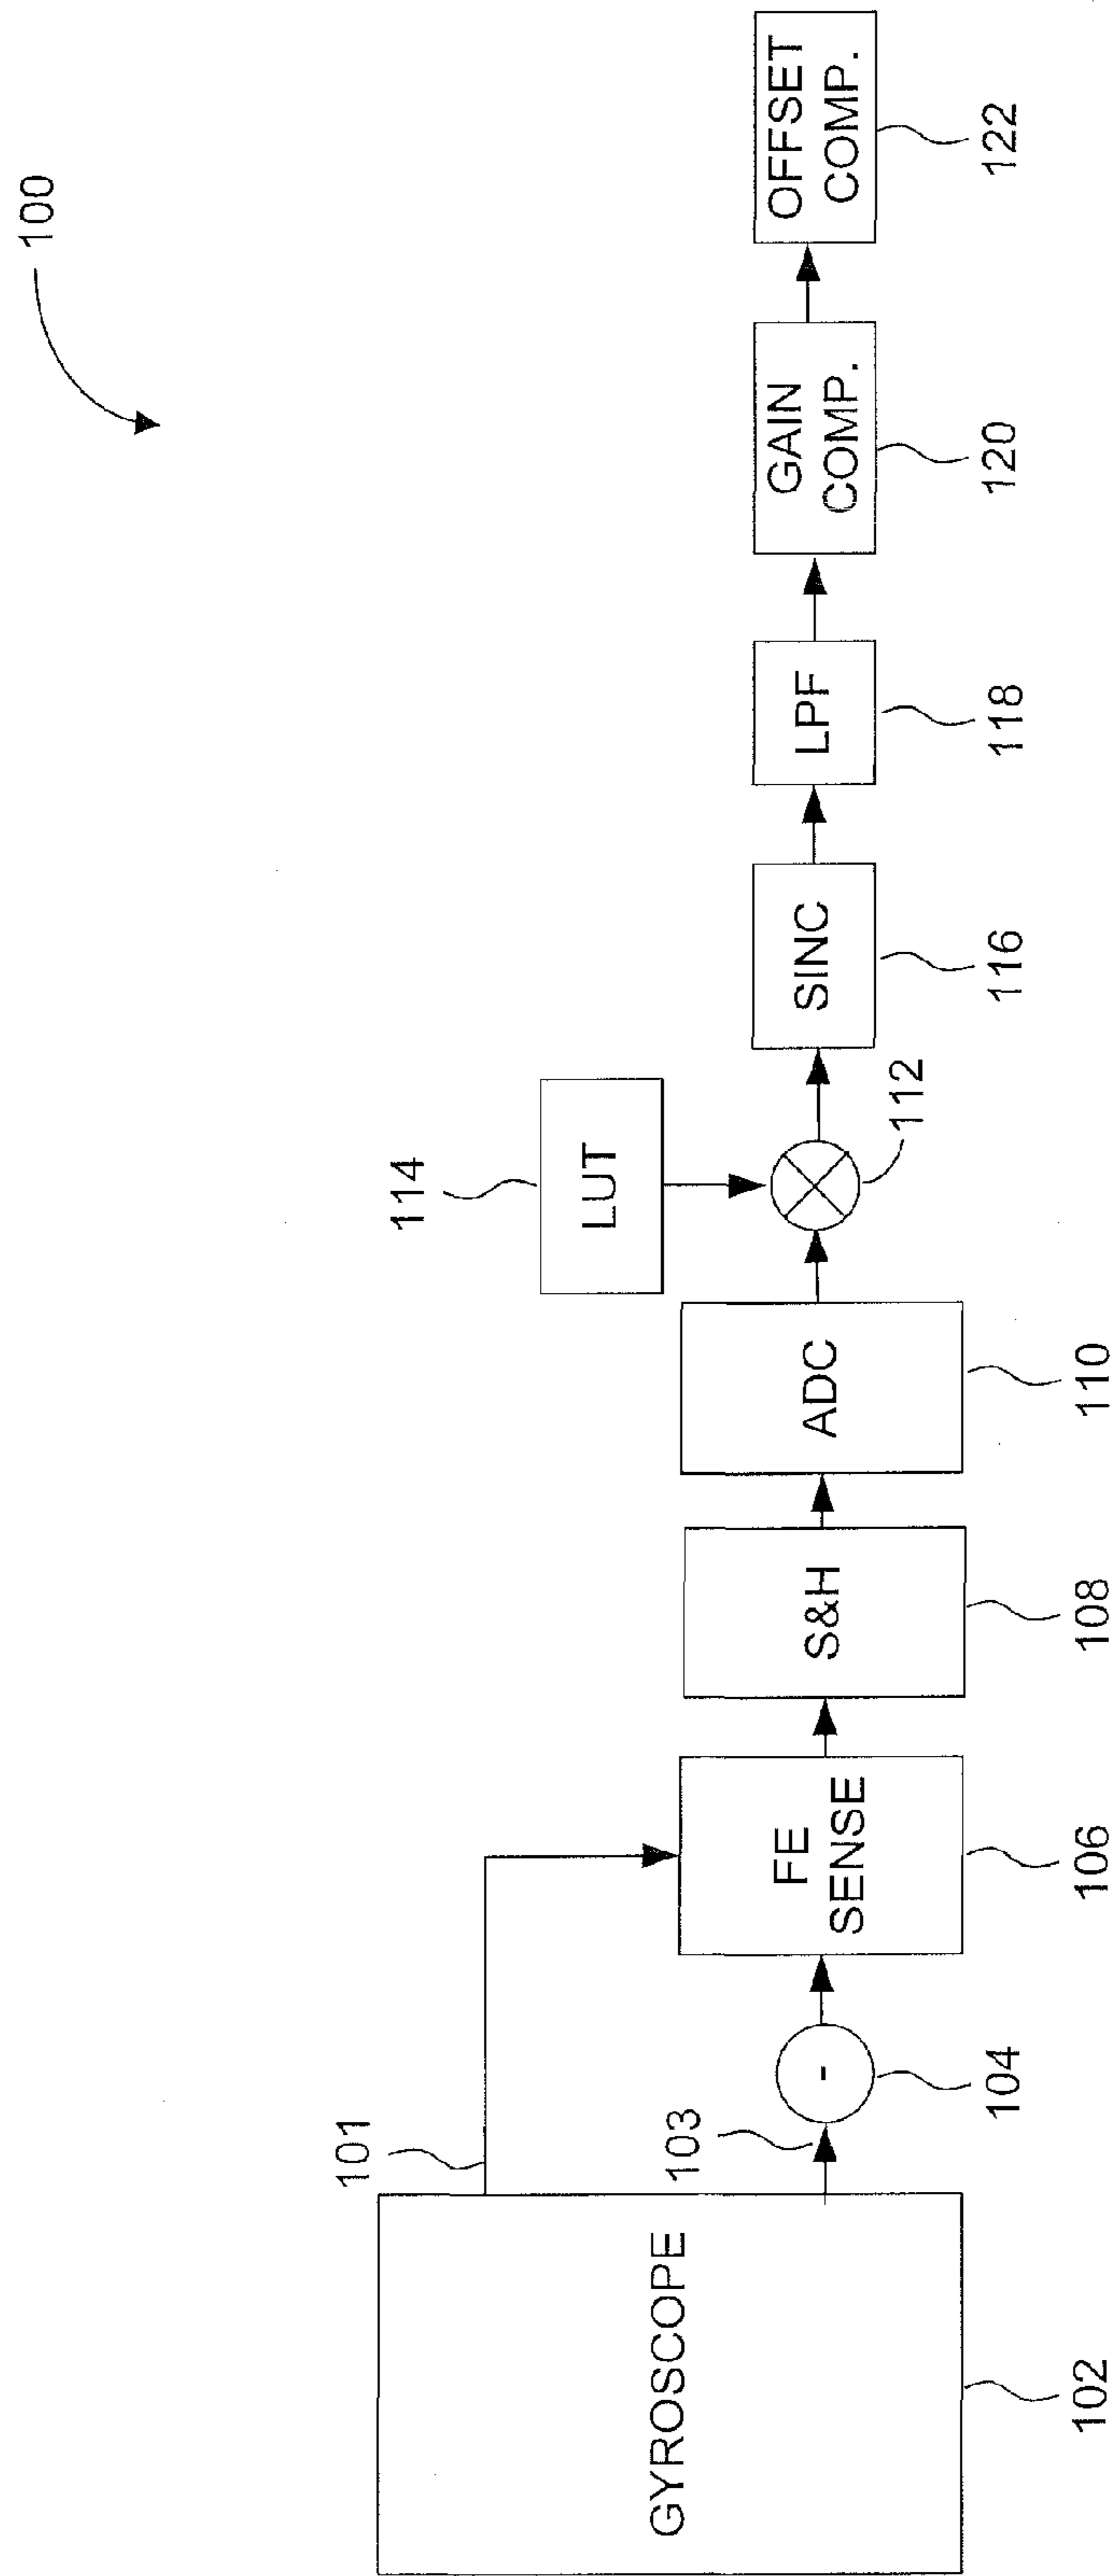 100
GYROSCOPE
102
101
103
-
104
FE
SENSE
106
S&H
108
ADC
110
LUT
114
112
SINC
116
LPF
118
GAIN
COMP.
120
OFFSET
COMP.
122